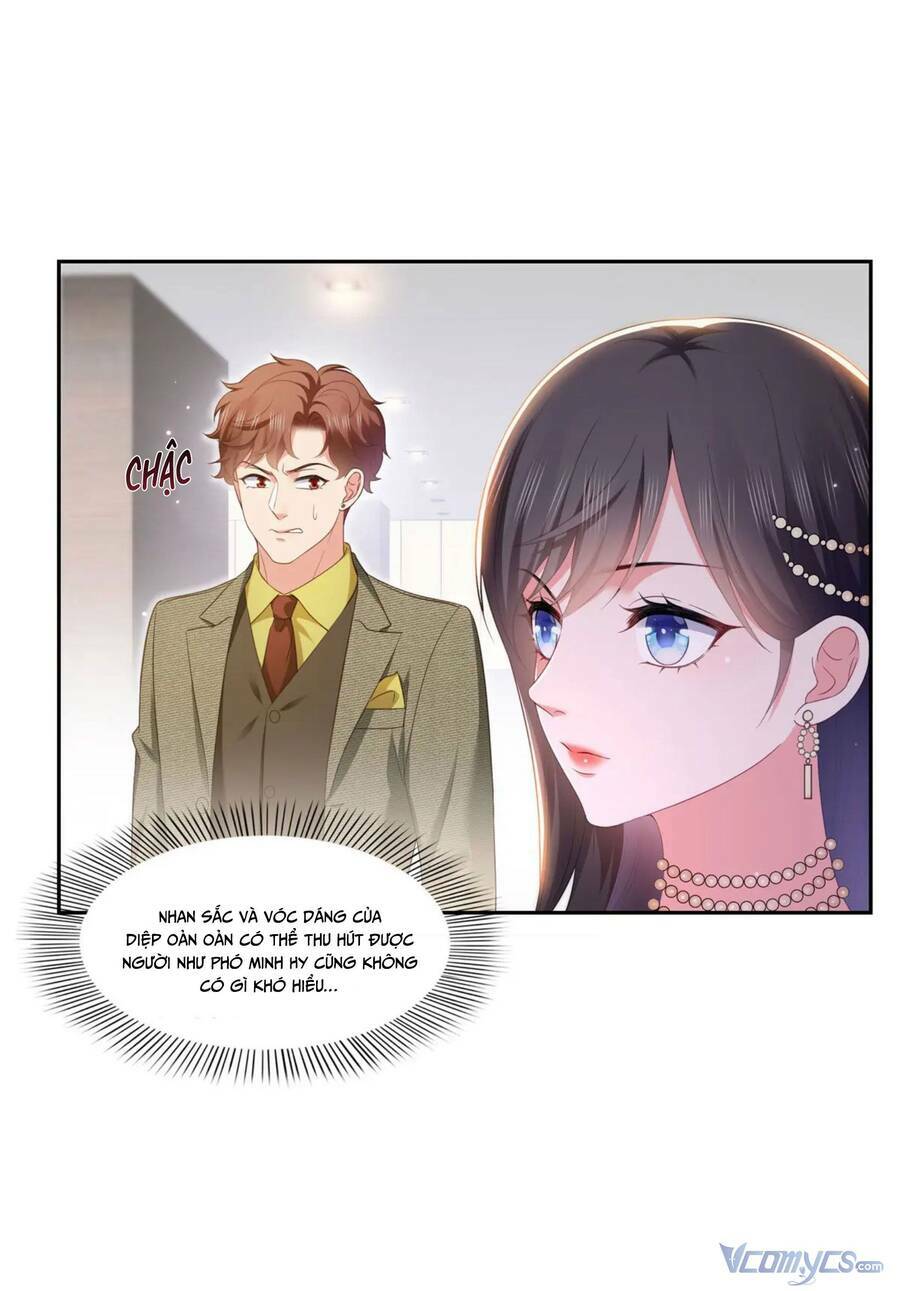 CHẬC
NHAN SẮC VÀ VÓC DÁNG CỦA
DIỆP OẢN OẢN CÓ THỂ THU HÚT ĐƯỢC
NGƯỜI NHƯ PHÓ MINH HY CŨNG KHÔNG
CÓ GÌ KHÓ HIỂU...
VCOMYCS.com